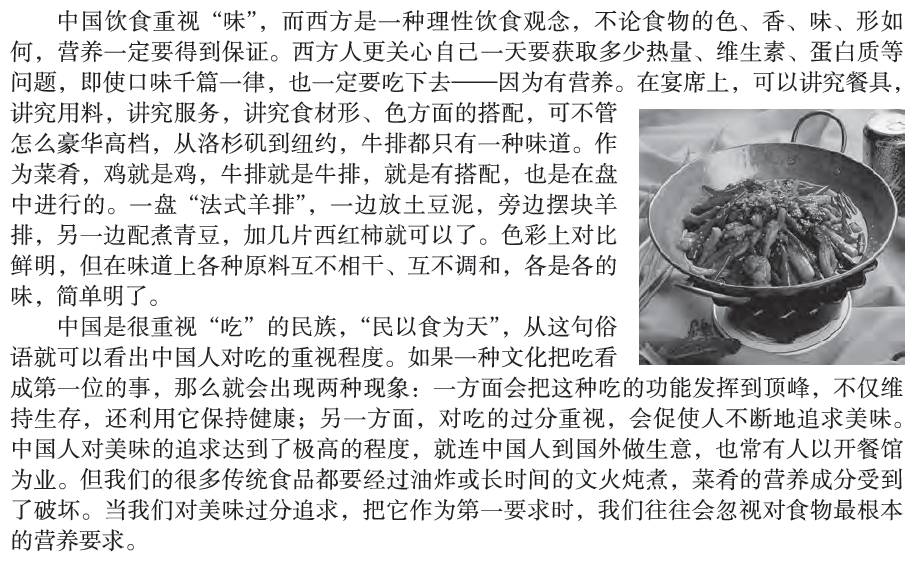 中国饮食重视“味”，而西方是一种理性饮食观念，不论食物的色、香、味、形如
何，营养一定要得到保证。西方人更关心自己一天要获取多少热量、维生素、蛋白质等
问题，即使口味千篇一律，也一定要吃下去——因为有营养。在宴席上，可以讲究餐具，
讲究用料，讲究服务，讲究食材形、色方面的搭配，可不管
怎么豪华高档，从洛杉矶到纽约，牛排都只有一种味道。作
为菜肴，鸡就是鸡，牛排就是牛排，就是有搭配，也是在盘
中进行的。一盘“法式羊排”，一边放土豆泥，旁边摆块羊
排，另一边配煮青豆，加几片西红柿就可以了。色彩上对比
鲜明，但在味道上各种原料互不相干、互不调和，各是各的
味，简单明了。
中国是很重视“吃”的民族，“民以食为天”，从这句俗
语就可以看出中国人对吃的重视程度。如果一种文化把吃看
成第一位的事，那么就会出现两种现象：一方面会把这种吃的功能发挥到顶峰，不仅维
持生存，还利用它保持健康；另一方面，对吃的过分重视，会促使人不断地追求美味。
中国人对美味的追求达到了极高的程度，就连中国人到国外做生意，也常有人以开餐馆
为业。但我们的很多传统食品都要经过油炸或长时间的文火炖煮，菜肴的营养成分受到
了破坏。当我们对美味过分追求，把它作为第一要求时，我们往往会忽视对食物最根本
的营养要求。